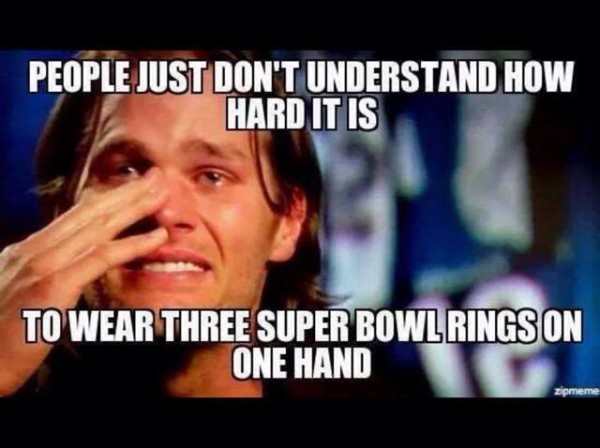 PEOPLE JUST DON'T UNDERSTAND HOW
HARD IT IS
TO WEAR THREE SUPER BOWL RINGS ON
ONE HAND
zipmeme